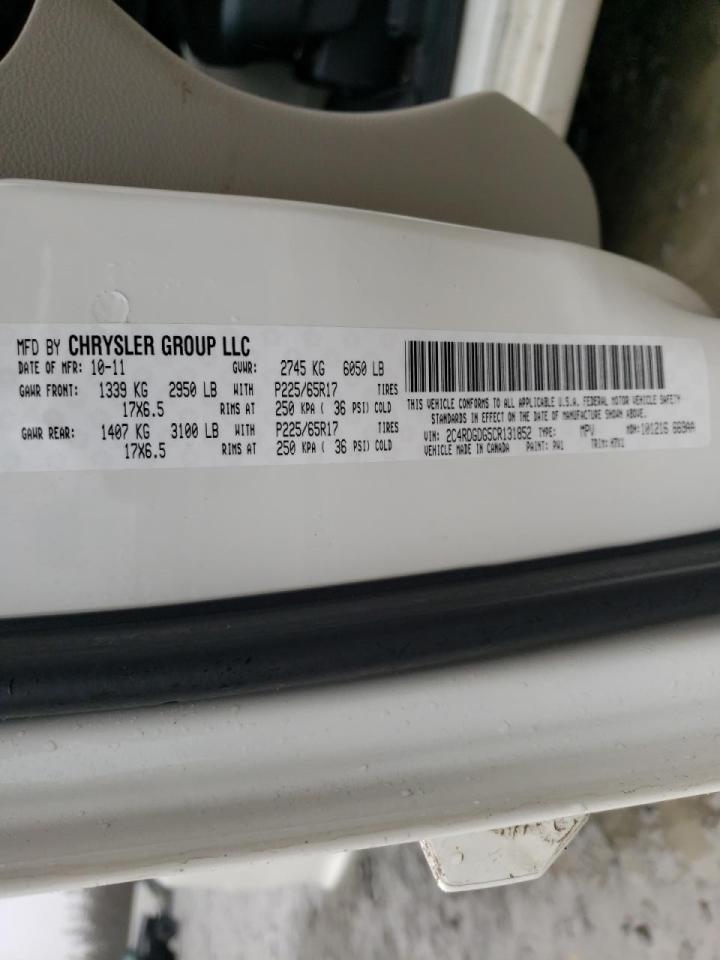 MFD BY CHRYSLER GROUP LLC
DATE OF MFR: 10-11 GVWR: 2745 KG 6050 LB
GAWR FRONT: 1339 KG 2950 LB WITH P225/65R17 TIRES
17X6.5 RIMS AT 250 KPA ( 36 PSI) COLD
GAWR REAR: 1407 KG 3100 LB WITH P225/65R17 TIRES
17X6.5 RIMS AT 250 KPA ( 36 PSI) COLD
THIS VEHICLE CONFORMS TO ALL APPLICABLE U.S.A. FEDERAL MOTOR VEHICLE SAFETY
STANDARDS IN EFFECT ON THE DATE OF MANUFACTURE SHOWN ABOVE.
VIN: 2C4RDGDG5CR131852 TYPE: MPV MDH: 101216
VEHICLE MADE IN CANADA PAINT: PW1 TRIM: